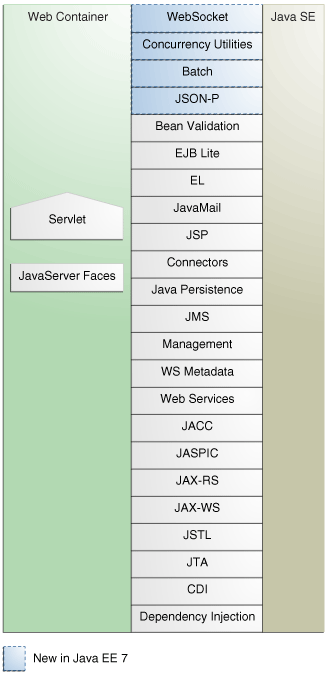 Web Container
WebSocket
Java SE
Concurrency Utilities
Batch
JSON-P
Bean Validation
EJB Lite
EL
JavaMail
Servlet
JSP
Connectors
JavaServer Faces
Java Persistence
JMS
Management
WS Metadata
Web Services
JACC
JASPIC
JAX-RS
JAX-WS
JSTL
JTA
CDI
Dependency Injection
New in Java EE 7